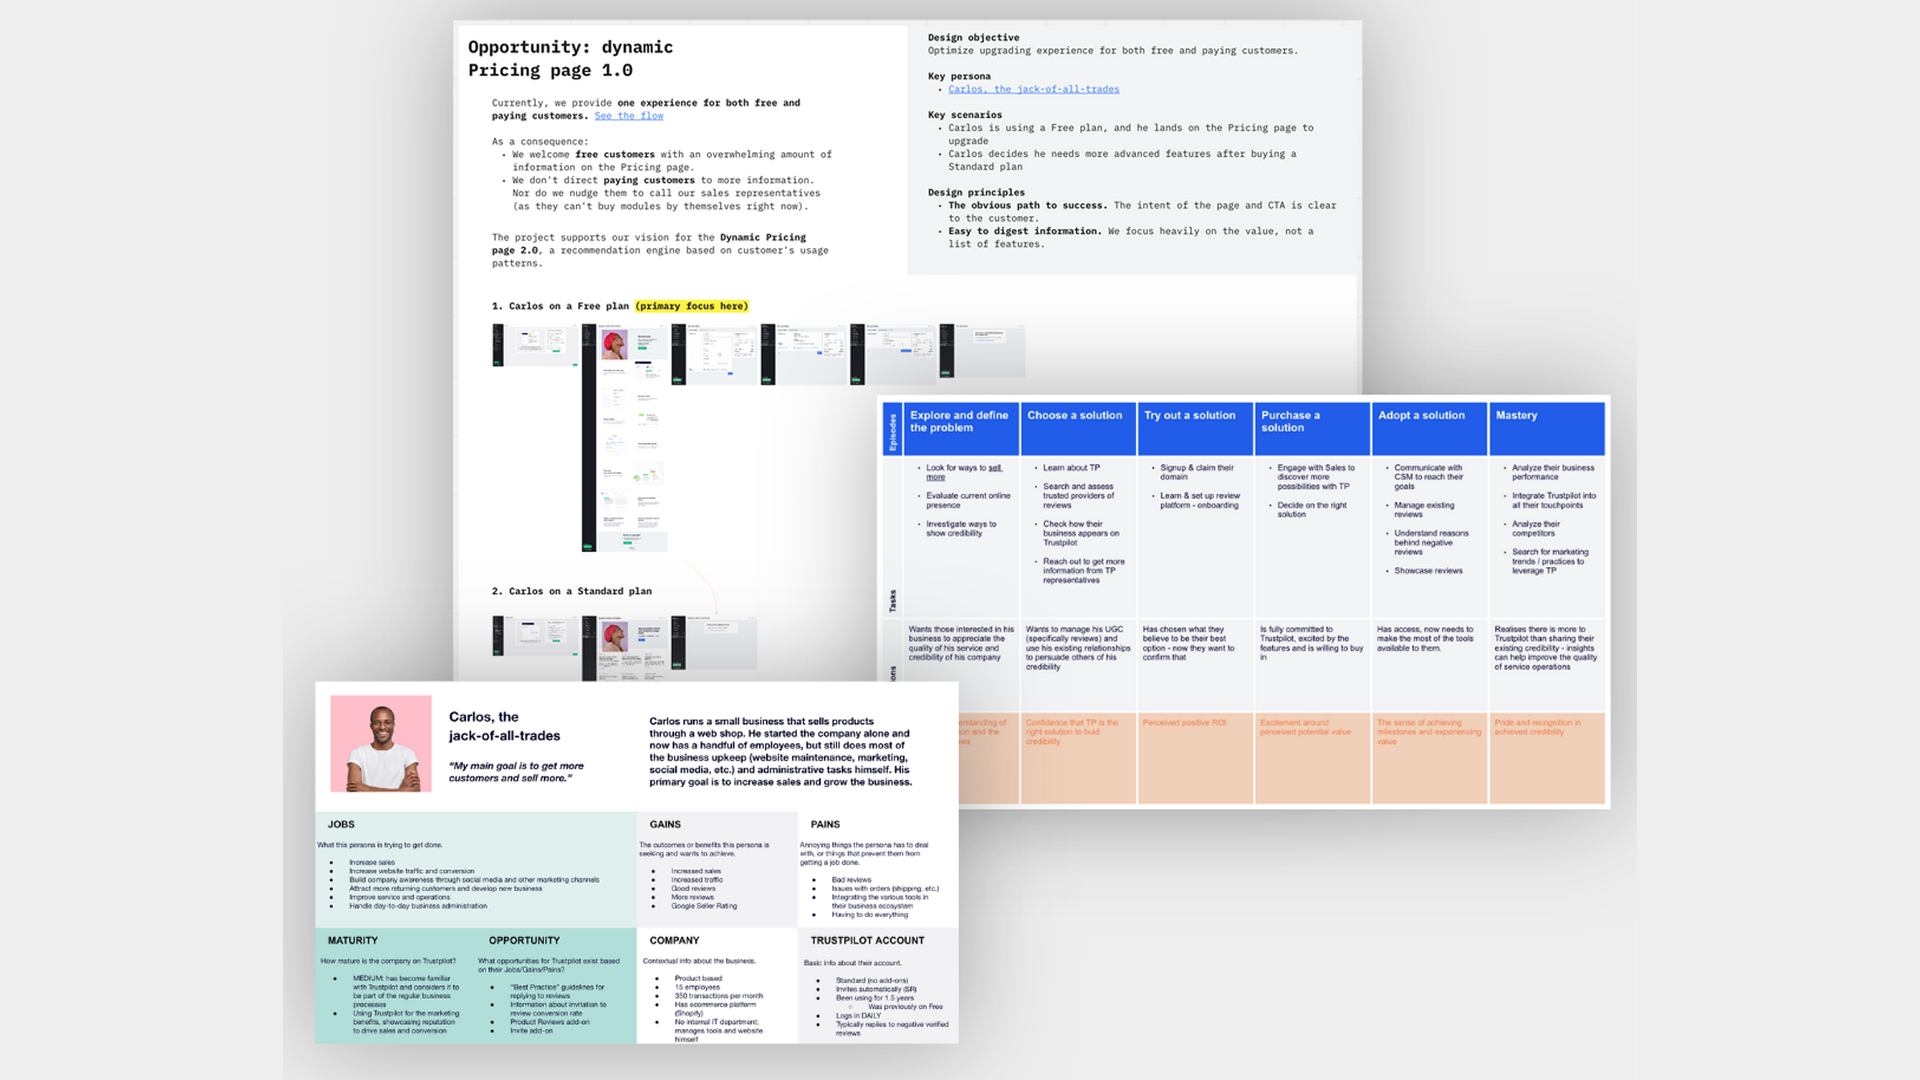 Opportunity: dynamic
Pricing page 1.0
Currently, we provide one experience for both free and
paying customers. See the flow
As a consequence:
• We welcome free customers with an overwhelming amount of
information on the Pricing page.
• We don't direct paying customers to more information.
Nor do we nudge them to call our sales representatives
(as they can't buy modules by themselves right now).
The project supports our vision for the Dynamic Pricing
page 2.0, a recommendation engine based on customer's usage
patterns.
Design objective
Optimize upgrading experience for both free and paying customers.
Key persona
• Carlos, the jack-of-all-trades
Key scenarios
• Carlos is using a Free plan, and he lands on the Pricing page to
upgrade
• Carlos decides he needs more advanced features after buying a
Standard plan
Design principles
• The obvious path to success. The intent of the page and CTA is clear
to the customer.
• Easy to digest information. We focus heavily on the value, not a
list of features.
1. Carlos on a Free plan (primary focus here)
2. Carlos on a Standard plan
Episodes
Explore and define
the problem
Choose a solution
Try out a solution
Purchase a
solution
Adopt a solution
Mastery
Tasks
• Look for ways to sell
more
• Evaluate current online
presence
• Investigate ways to
show credibility
• Learn about TP
• Search and assess
trusted providers of
reviews
• Check how their
business appears on
Trustpilot
• Reach out to get more
information from TP
representatives
• Signup & claim their
domain
• Learn & set up review
platform - onboarding
• Engage with Sales to
discover more
possibilities with TP
• Decide on the right
solution
• Communicate with
CSM to reach their
goals
• Manage existing
reviews
• Understand reasons
behind negative
reviews
• Showcase reviews
• Analyze their business
performance
• Integrate Trustpilot into
all their touchpoints
• Analyze their
competitors
• Search for marketing
trends / practices to
leverage TP
Wants those interested in his
business to appreciate the
quality of his service and
credibility of his company
Wants to manage his UGC
(specifically reviews) and
use his existing relationships
to persuade others of his
credibility
Has chosen what they
believe to be their best
option - now they want to
confirm that
Is fully committed to
Trustpilot, excited by the
features and is willing to buy
in
Has access, now needs to
make the most of the tools
available to them.
Realises there is more to
Trustpilot than sharing their
existing credibility - insights
can help improve the quality
of service operations
Confidence that TP is the
right solution to buid
credibility
Perceived positive ROI
Excitement around
perceived potential value
The sense of achieving
milestones and experiencing
value
Pride and recognition in
achieved credibility
Carlos, the
jack-of-all-trades
“My main goal is to get more
customers and sell more.”
Carlos runs a small business that sells products
through a web shop. He started the company alone and
now has a handful of employees, but still does most of
the business upkeep (website maintenance, marketing,
social media, etc.) and administrative tasks himself. His
primary goal is to increase sales and grow the business.
JOBS
What this persona is trying to get done.
● Increase sales
● Increase website traffic and conversion
● Build company awareness through social media and other marketing channels
● Attract more returning customers and develop new business
● Improve service and operations
● Handle day-to-day business administration
GAINS
The outcomes or benefits this persona is
seeking and wants to achieve.
● Increased sales
● Increased traffic
● Good reviews
● More reviews
● Google Seller Rating
PAINS
Annoying things the persona has to deal
with, or things that prevent them from
getting a job done.
● Bad reviews
● Issues with orders (shipping, etc.)
● Integrating the various tools in
their business ecosystem
● Having to do everything
MATURITY
How mature is the company on Trustpilot?
● MEDIUM: has become familiar
with Trustpilot and considers it to
be part of the regular business
processes
● Using Trustpilot for the marketing
benefits, showcasing reputation
to drive sales and conversion
OPPORTUNITY
What opportunities for Trustpilot exist based
on their Jobs/Gains/Pains?
● “Best Practice” guidelines for
replying to reviews
● Information about invitation to
review conversion rate
● Product Reviews add-on
● Invite add-on
COMPANY
Contextual info about the business.
● Product based
● 15 employees
● 350 transactions per month
● Has ecommerce platform
(Shopify)
● No internal IT department;
manages tools and website
himself
TRUSTPILOT ACCOUNT
Basic info about their account.
● Standard (no add-ons)
● Invites automatically (SR)
● Been using for 1.5 years
○ Was previously on Free
● Logs in DAILY
● Typically replies to negative verified
reviews